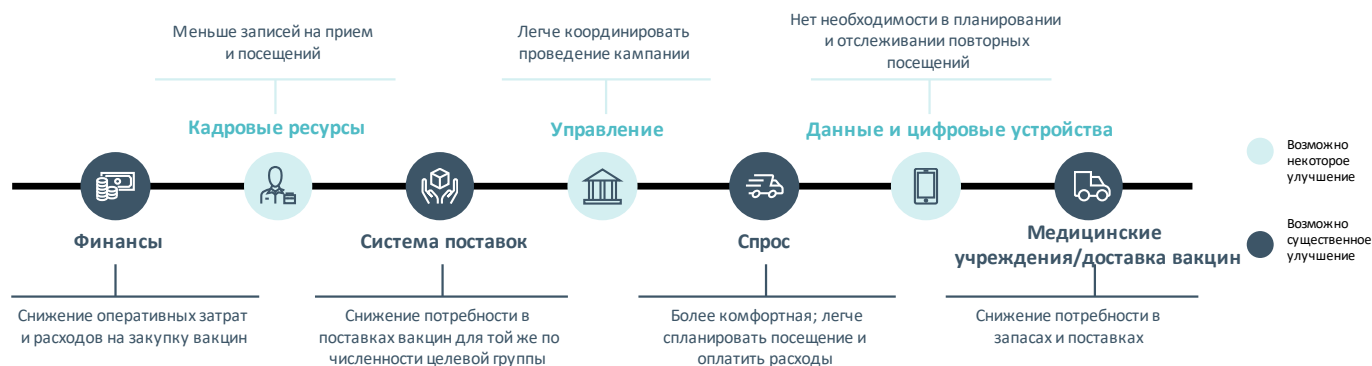 Меньше записей на прием
и посещений
Легче координировать
проведение кампании
Нет необходимости в планировании
и отслеживании повторных
посещений
Кадровые ресурсы
Управление
Данные и цифровые устройства
Возможно
некоторое
улучшение
Финансы
Система поставок
Спрос
Медицинские
учреждения/доставка вакцин
Возможно
существенное
улучшение
Снижение оперативных затрат
и расходов на закупку вакцин
Снижение потребности в
поставках вакцин для той же по
численности целевой группы
Более комфортная; легче
спланировать посещение и
оплатить расходы
Снижение потребности в
запасах и поставках